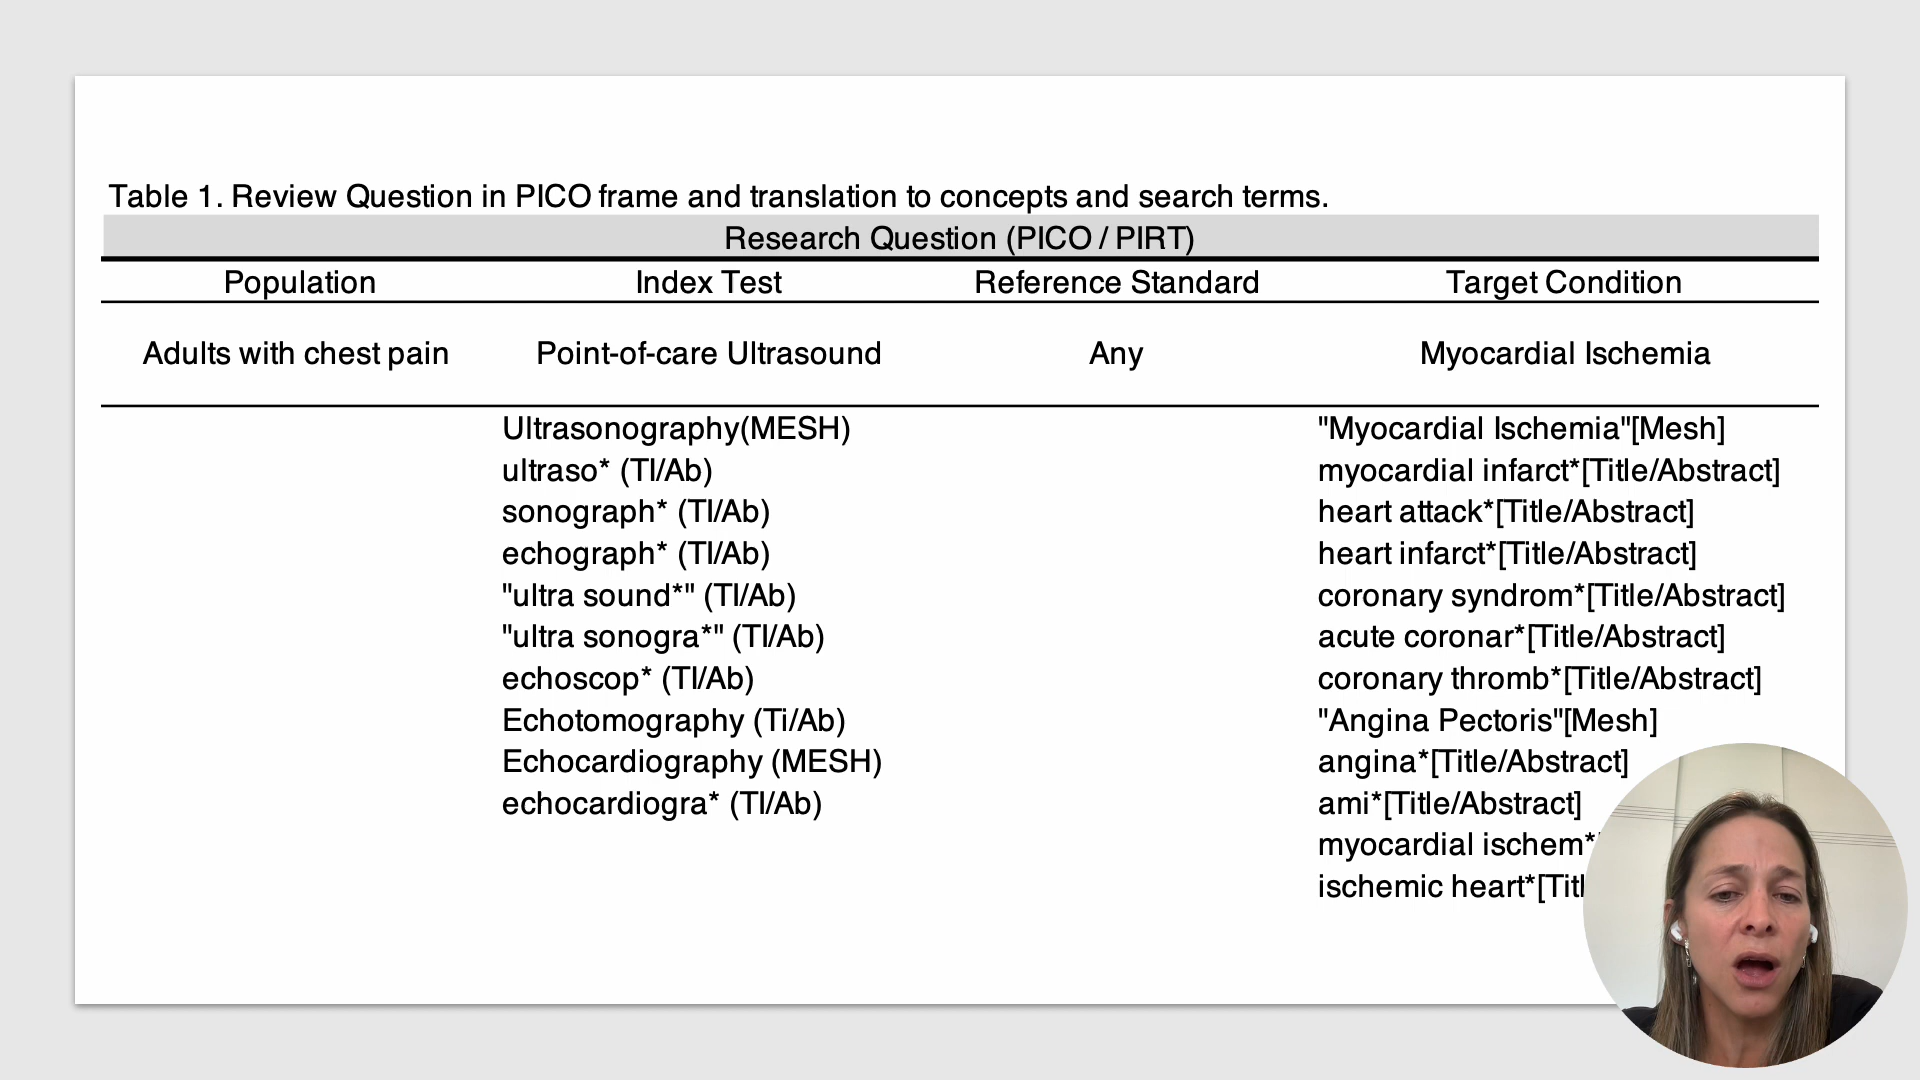 Table 1. Review Question in PICO frame and translation to concepts and search terms.
Research Question (PICO / PIRT)
Population Index Test Reference Standard Target Condition
Adults with chest pain Point-of-care Ultrasound Any Myocardial Ischemia
Ultrasonography(MESH)
ultraso* (TI/Ab)
sonograph* (TI/Ab)
echograph* (TI/Ab)
"ultra sound*" (TI/Ab)
"ultra sonogra*" (TI/Ab)
echoscop* (TI/Ab)
Echotomography (Ti/Ab)
Echocardiography (MESH)
echocardiogra* (TI/Ab)
"Myocardial Ischemia"[Mesh]
myocardial infarct*[Title/Abstract]
heart attack*[Title/Abstract]
heart infarct*[Title/Abstract]
coronary syndrom*[Title/Abstract]
acute coronar*[Title/Abstract]
coronary thromb*[Title/Abstract]
"Angina Pectoris"[Mesh]
angina*[Title/Abstract]
ami*[Title/Abstract]
myocardial ischem*
ischemic heart*